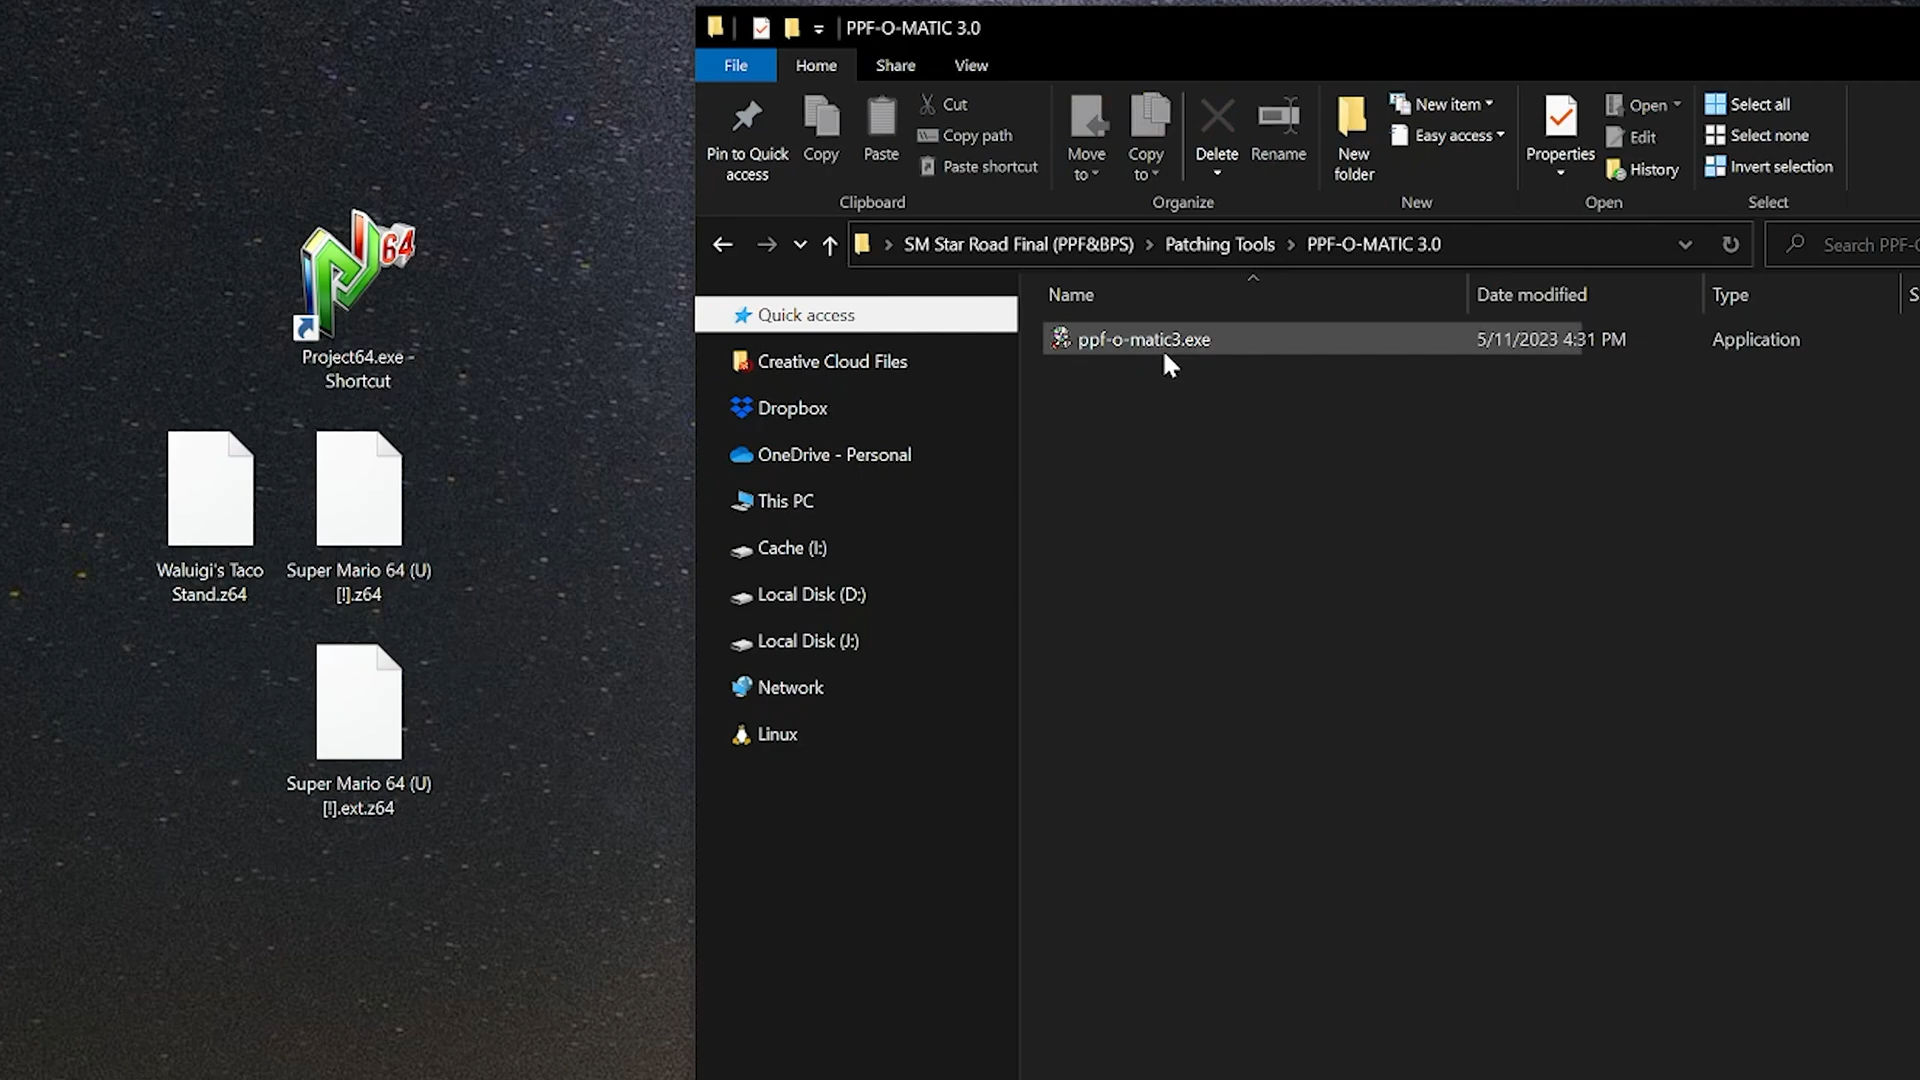 PPF-O-MATIC 3.0
File
Home
Share
View
Pin to Quick
access
Copy
Paste
Cut
Copy path
Paste shortcut
Clipboard
Move
to
Copy
to
Delete
Rename
Organize
New
folder
New item
Easy access
New
Properties
Open
Edit
History
Open
Select all
Select none
Invert selection
Select
SM Star Road Final (PPF&BPS)
Patching Tools
PPF-O-MATIC 3.0
Search PPF-
Name
Date modified
Type
S
ppf-o-matic3.exe
5/11/2023 4:31 PM
Application
Quick access
Creative Cloud Files
Dropbox
OneDrive - Personal
This PC
Cache (I:)
Local Disk (D:)
Local Disk (J:)
Network
Linux
64
Project64.exe -
Shortcut
Waluigi's Taco
Stand.z64
Super Mario 64 (U)
[!].z64
Super Mario 64 (U)
[!].ext.z64